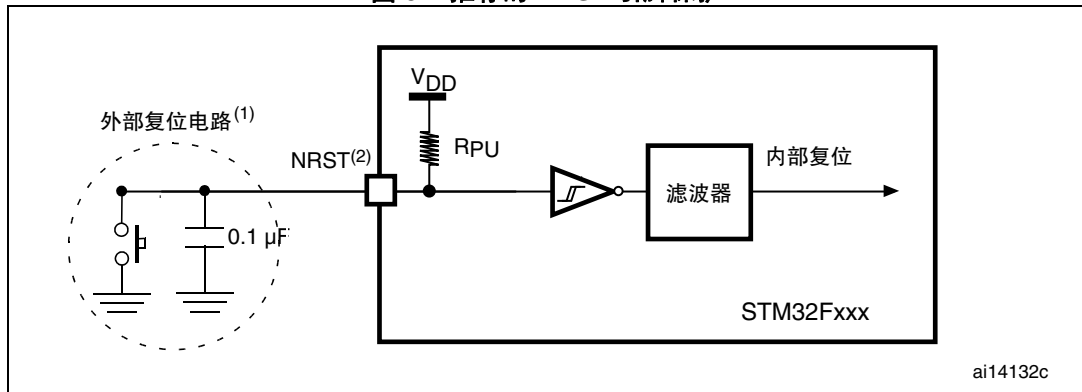 外部复位电路(1)
VDD
RPU
NRST(2)
内部复位
滤波器
0.1 μF
STM32Fxxx
ai14132c